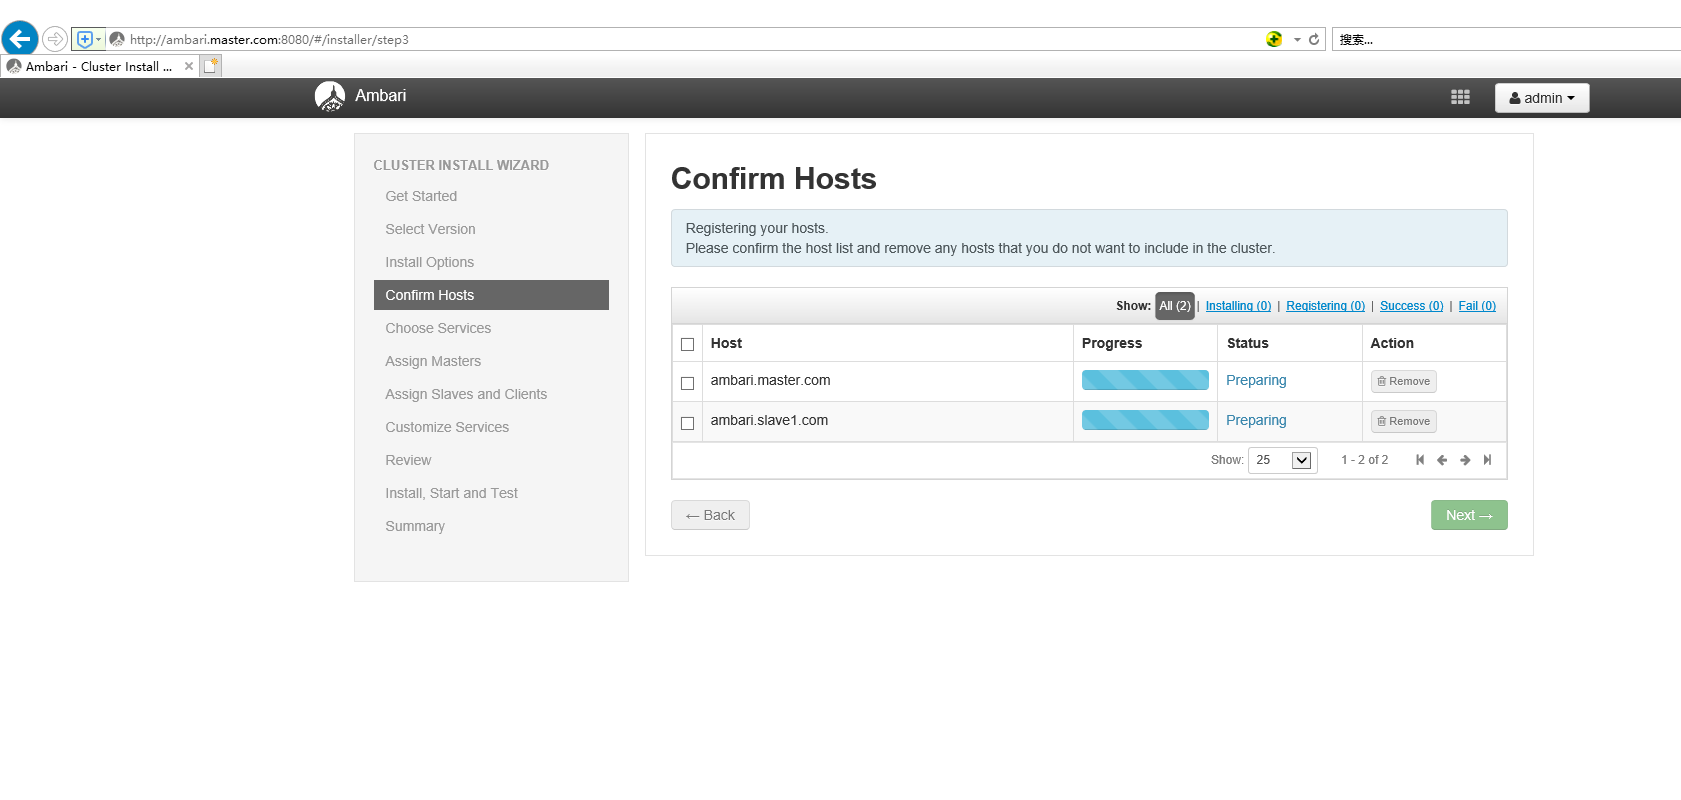 http://ambari.master.com:8080/#/installer/step3
搜索...
Ambari - Cluster Install ...
Ambari
admin
CLUSTER INSTALL WIZARD
Get Started
Select Version
Install Options
Confirm Hosts
Choose Services
Assign Masters
Assign Slaves and Clients
Customize Services
Review
Install, Start and Test
Summary
Confirm Hosts
Registering your hosts.
Please confirm the host list and remove any hosts that you do not want to include in the cluster.
Show: All (2) | Installing (0) | Registering (0) | Success (0) | Fail (0)
Host Progress Status Action
ambari.master.com Preparing Remove
ambari.slave1.com Preparing Remove
Show: 25 1 - 2 of 2
← Back Next →